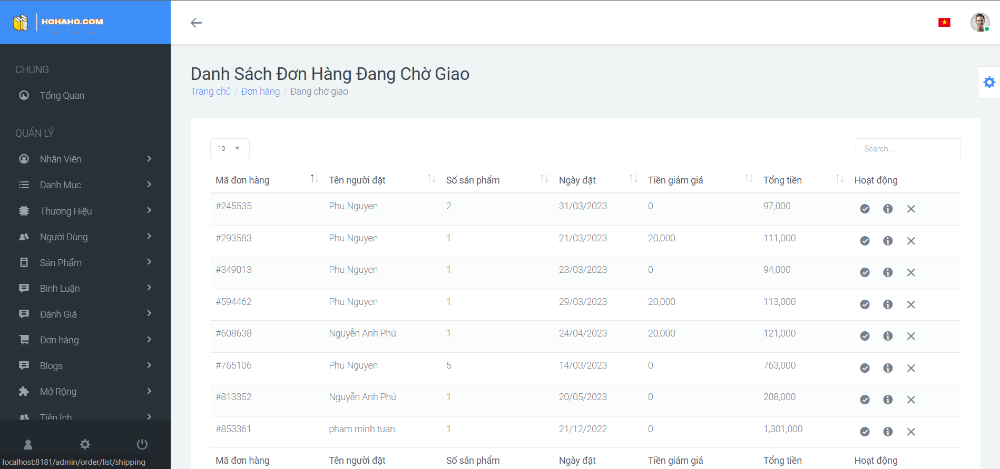 HOHAHO.COM
CHUNG
Tổng Quan
QUẢN LÝ
Nhân Viên
Danh Mục
Thương Hiệu
Người Dùng
Sản Phẩm
Bình Luận
Đánh Giá
Đơn hàng
Blogs
Mở Rộng
Tiện Ích
localhost:8181/admin/order/list/shipping
Danh Sách Đơn Hàng Đang Chờ Giao
Trang chủ / Đơn hàng / Đang chờ giao
10
Search...
Mã đơn hàng Tên người đặt Số sản phẩm Ngày đặt Tiền giảm giá Tổng tiền Hoạt động
#245535 Phu Nguyen 2 31/03/2023 0 97,000
#293583 Phu Nguyen 1 21/03/2023 20,000 111,000
#349013 Phu Nguyen 1 23/03/2023 0 94,000
#594462 Phu Nguyen 1 29/03/2023 20,000 113,000
#608638 Nguyễn Anh Phú 1 24/04/2023 20,000 121,000
#765106 Phu Nguyen 5 14/03/2023 0 763,000
#813352 Nguyễn Anh Phú 1 20/05/2023 0 208,000
#853361 pham minh tuan 1 21/12/2022 0 1,301,000
Mã đơn hàng Tên người đặt Số sản phẩm Ngày đặt Tiền giảm giá Tổng tiền Hoạt động